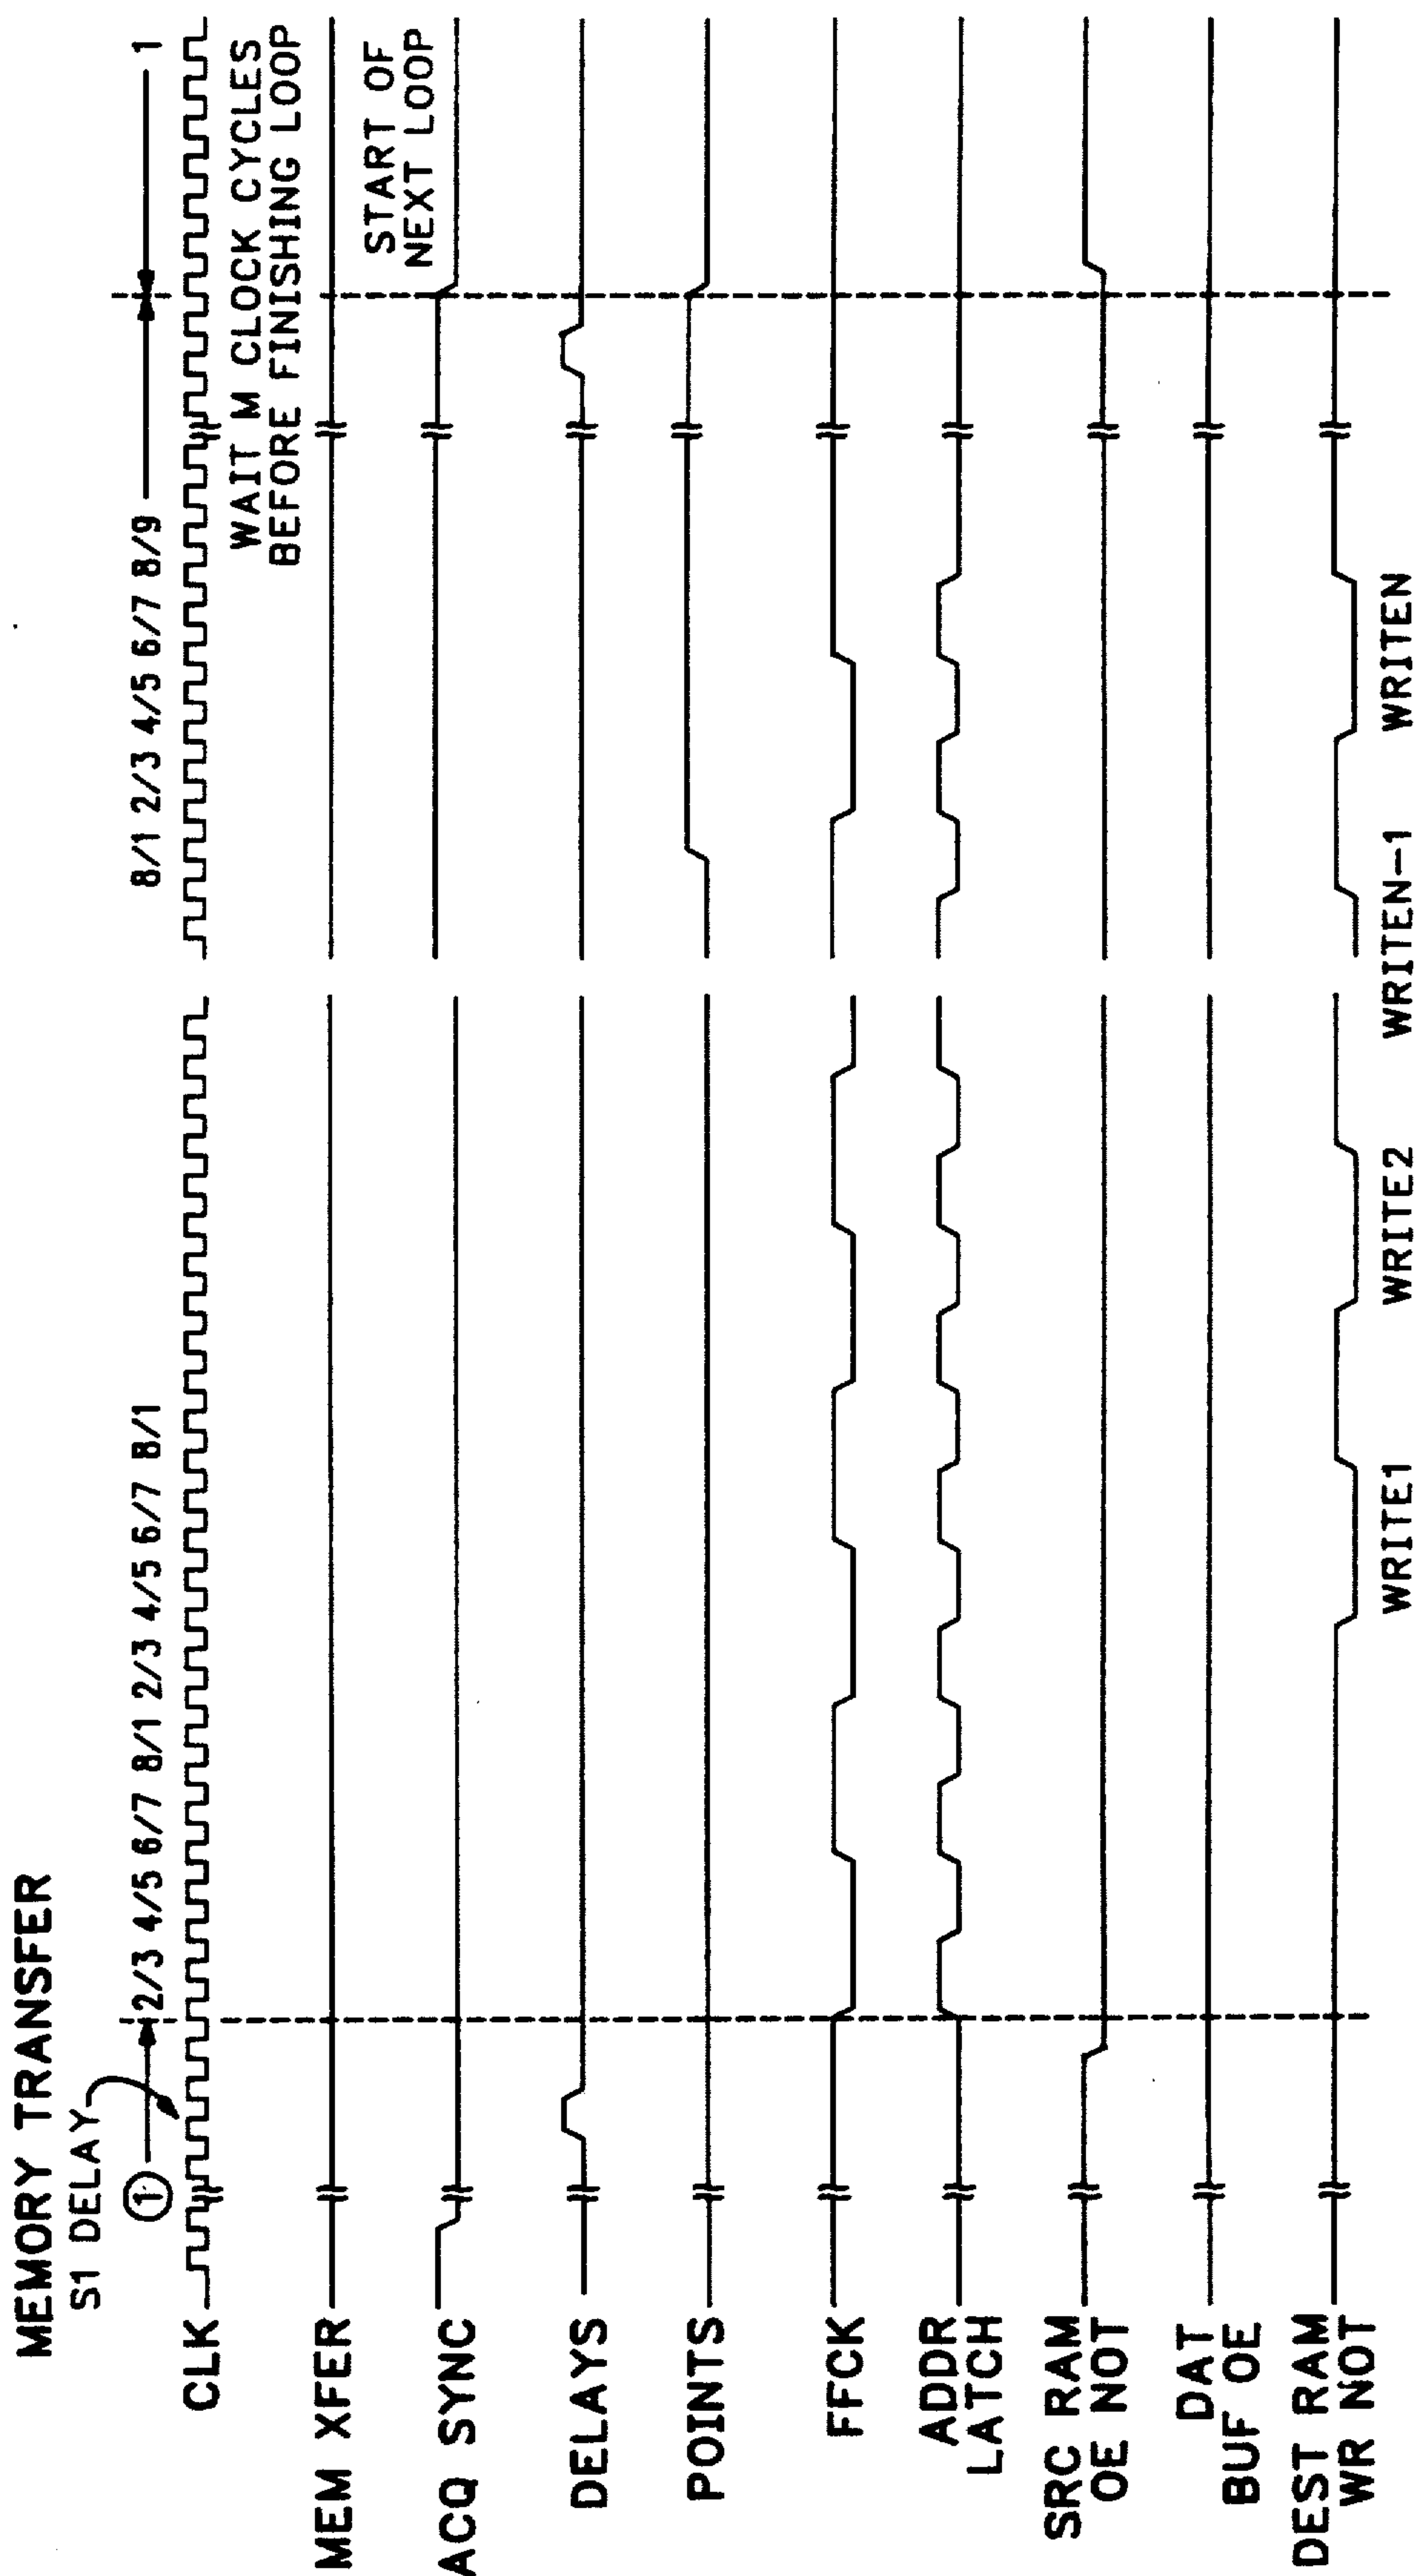 MEMORY TRANSFER
S1 DELAY
1
2/3 4/5 6/7 8/1 2/3 4/5 6/7 8/1
8/1 2/3 4/5 6/7 8/9
1
CLK
WAIT M CLOCK CYCLES
BEFORE FINISHING LOOP
MEM XFER
START OF
NEXT LOOP
ACQ SYNC
DELAYS
POINTS
FFCK
ADDR
LATCH
SRC RAM
OE NOT
DAT
BUF OE
DEST RAM
WR NOT
WRITE1
WRITE2
WRITEN-1
WRITEN